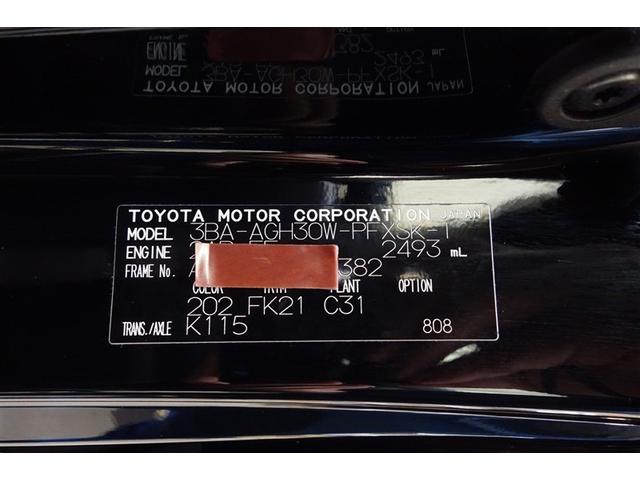 TOYOTA MOTOR CORPORATION JAPAN
MODEL 3BA-AGH30W-PFXSK-T
ENGINE 2493 mL
FRAME No. A 382
COLOR TRIM PLANT OPTION
202 FK21 C31
TRANS./AXLE K115 808